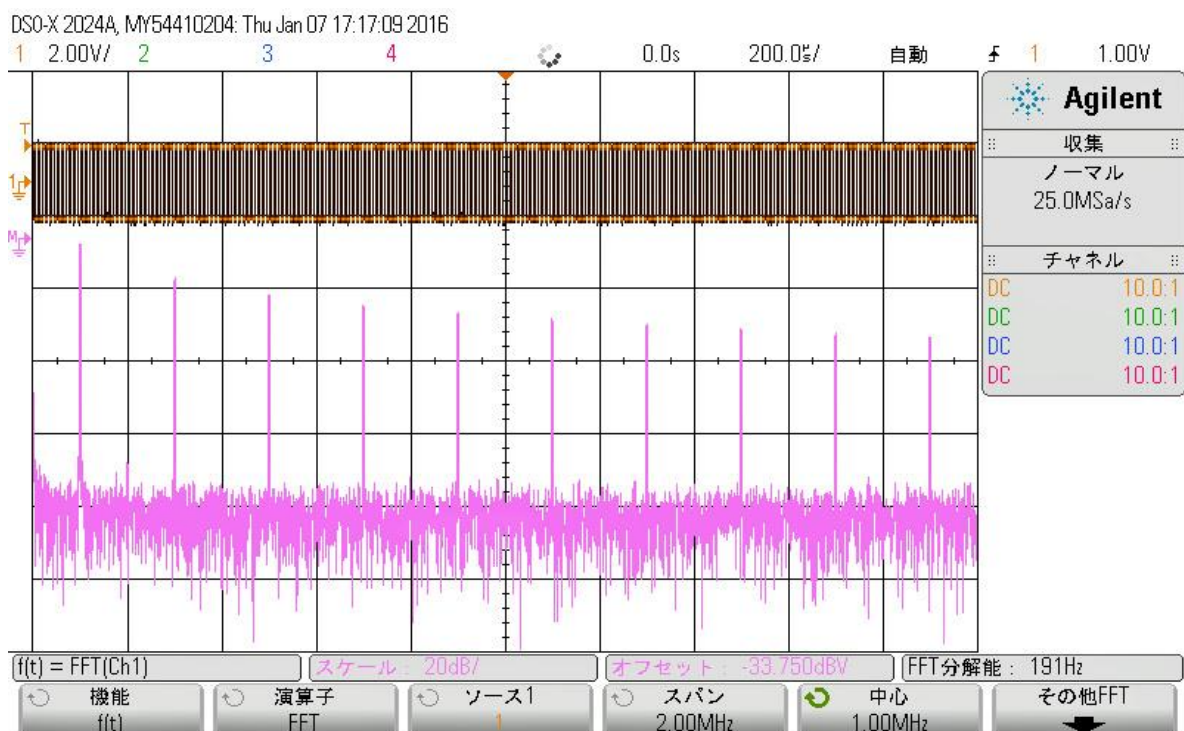 DSO-X 2024A, MY54410204: Thu Jan 07 17:17:09 2016
1 2.00V/ 2 3 4 0.0s 200.0µs/ 自動 1 1.00V
Agilent
収集
ノーマル
25.0MSa/s
チャネル
DC 10.0:1
DC 10.0:1
DC 10.0:1
DC 10.0:1
T
1
M
f(t) = FFT(Ch1) スケール : 20dB/ オフセット : -33.750dBV FFT分解能 : 191Hz
機能 演算子 ソース1 スパン 中心 その他FFT
f(t) FFT 1 2.00MHz 1.00MHz